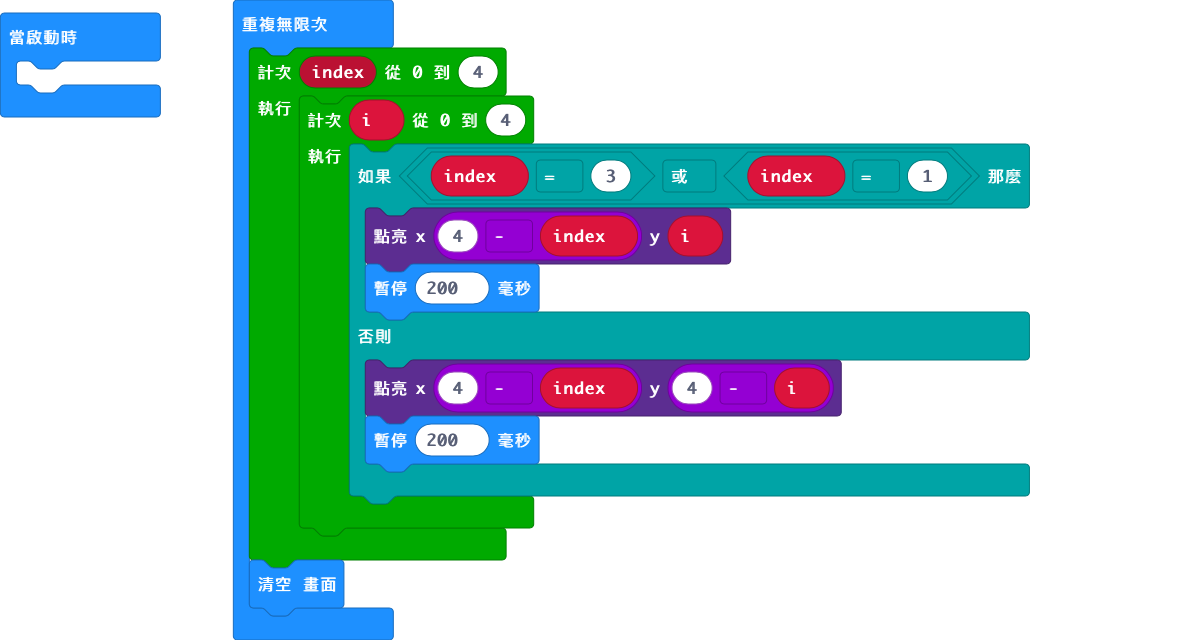 當啟動時
重複無限次
計次 index 從 0 到 4
執行
計次 i 從 0 到 4
執行
如果 index = 3 或 index = 1 那麼
點亮 x 4 - index y i
暫停 200 毫秒
否則
點亮 x 4 - index y 4 - i
暫停 200 毫秒
清空 畫面